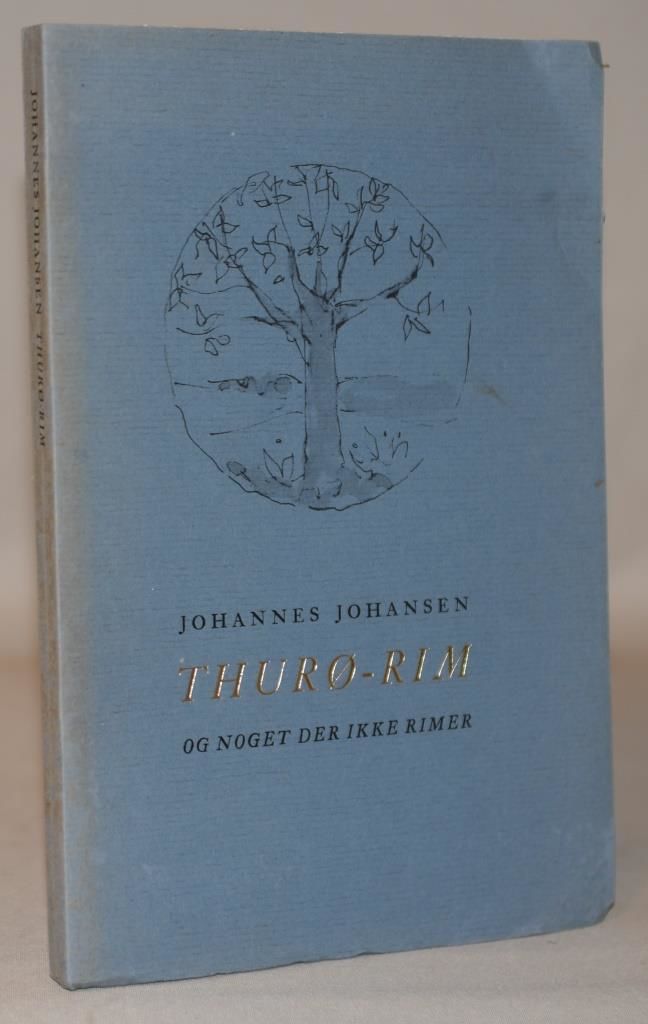 JOHANNES JOHANSEN THURØ-RIM
JOHANNES JOHANSEN
THURØ-RIM
OG NOGET DER IKKE RIMER